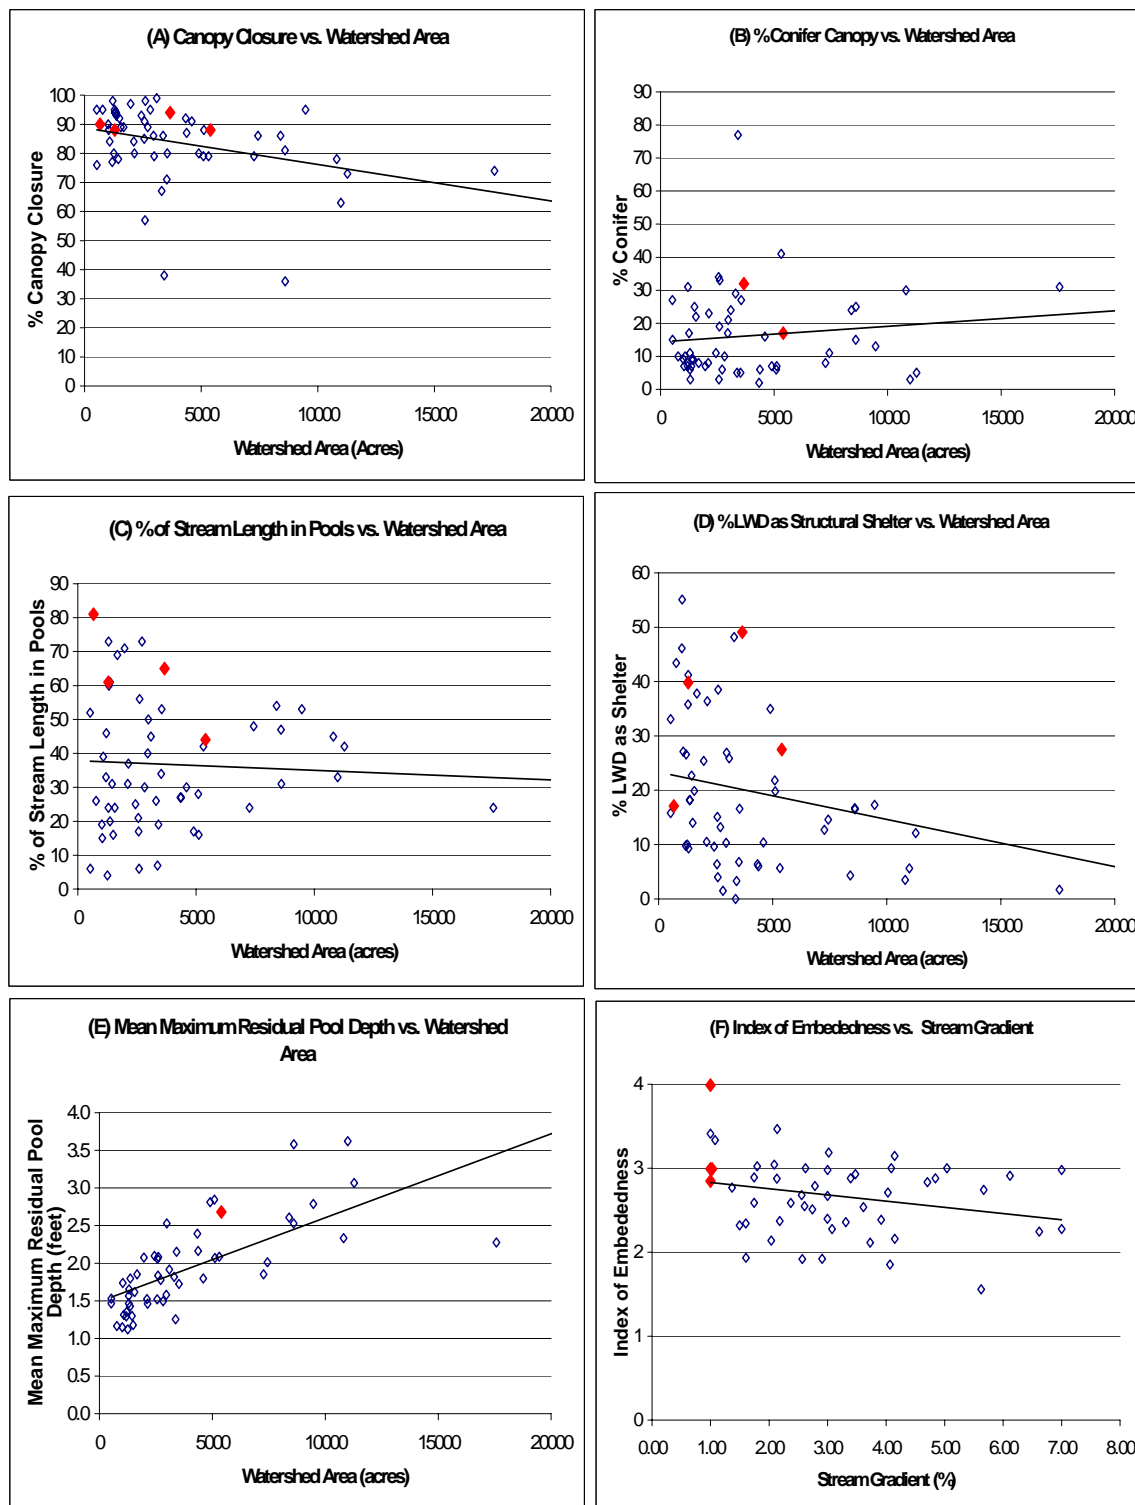 (A) Canopy Closure vs. Watershed Area
% Canopy Closure
100
90
80
70
60
50
40
30
20
10
0
0 5000 10000 15000 20000
Watershed Area (Acres)
(B) % Conifer Canopy vs. Watershed Area
% Conifer
90
80
70
60
50
40
30
20
10
0
0 5000 10000 15000 20000
Watershed Area (acres)
(C) % of Stream Length in Pools vs. Watershed Area
% of Stream Length in Pools
90
80
70
60
50
40
30
20
10
0
0 5000 10000 15000 20000
Watershed Area (acres)
(D) % LWD as Structural Shelter vs. Watershed Area
% LWD as Shelter
60
50
40
30
20
10
0
0 5000 10000 15000 20000
Watershed Area (acres)
(E) Mean Maximum Residual Pool Depth vs. Watershed
Area
Mean Maximum Residual Pool
Depth (feet)
4.0
3.5
3.0
2.5
2.0
1.5
1.0
0.5
0.0
0 5000 10000 15000 20000
Watershed Area (acres)
(F) Index of Embededness vs. Stream Gradient
Index of Embededness
4
3
2
1
0
0.00 1.00 2.00 3.00 4.00 5.00 6.00 7.00 8.00
Stream Gradient (%)